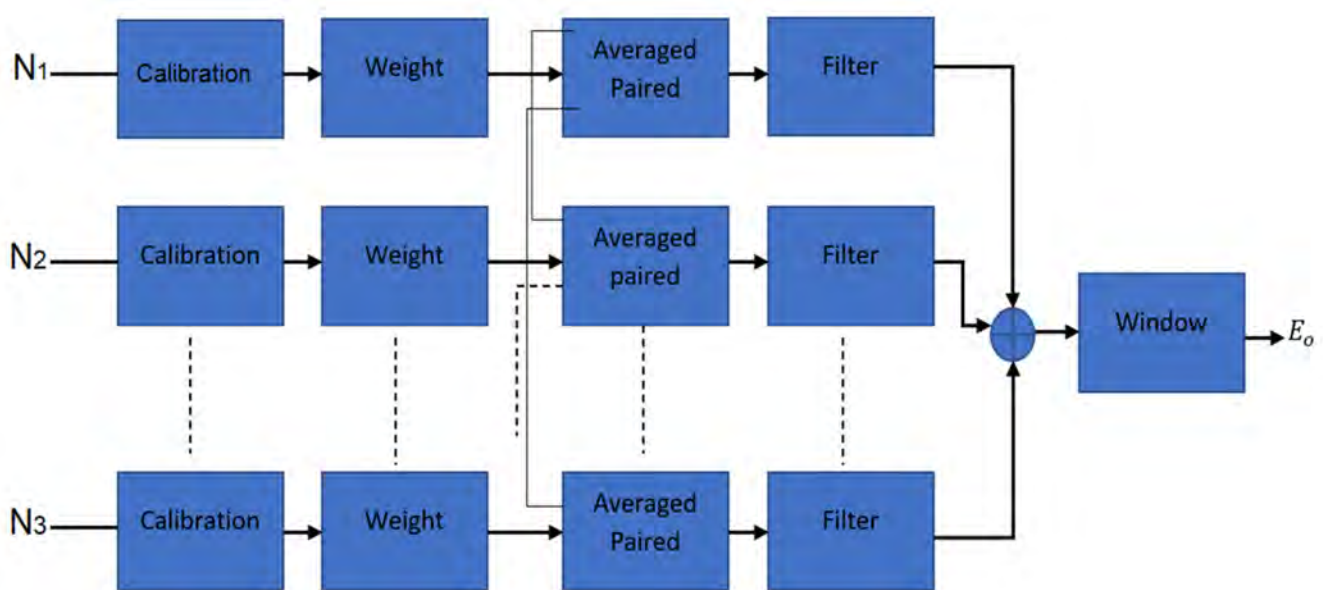 N1
Calibration
Weight
Averaged
Paired
Filter
N2
Calibration
Weight
Averaged
paired
Filter
Window
E_o
N3
Calibration
Weight
Averaged
Paired
Filter